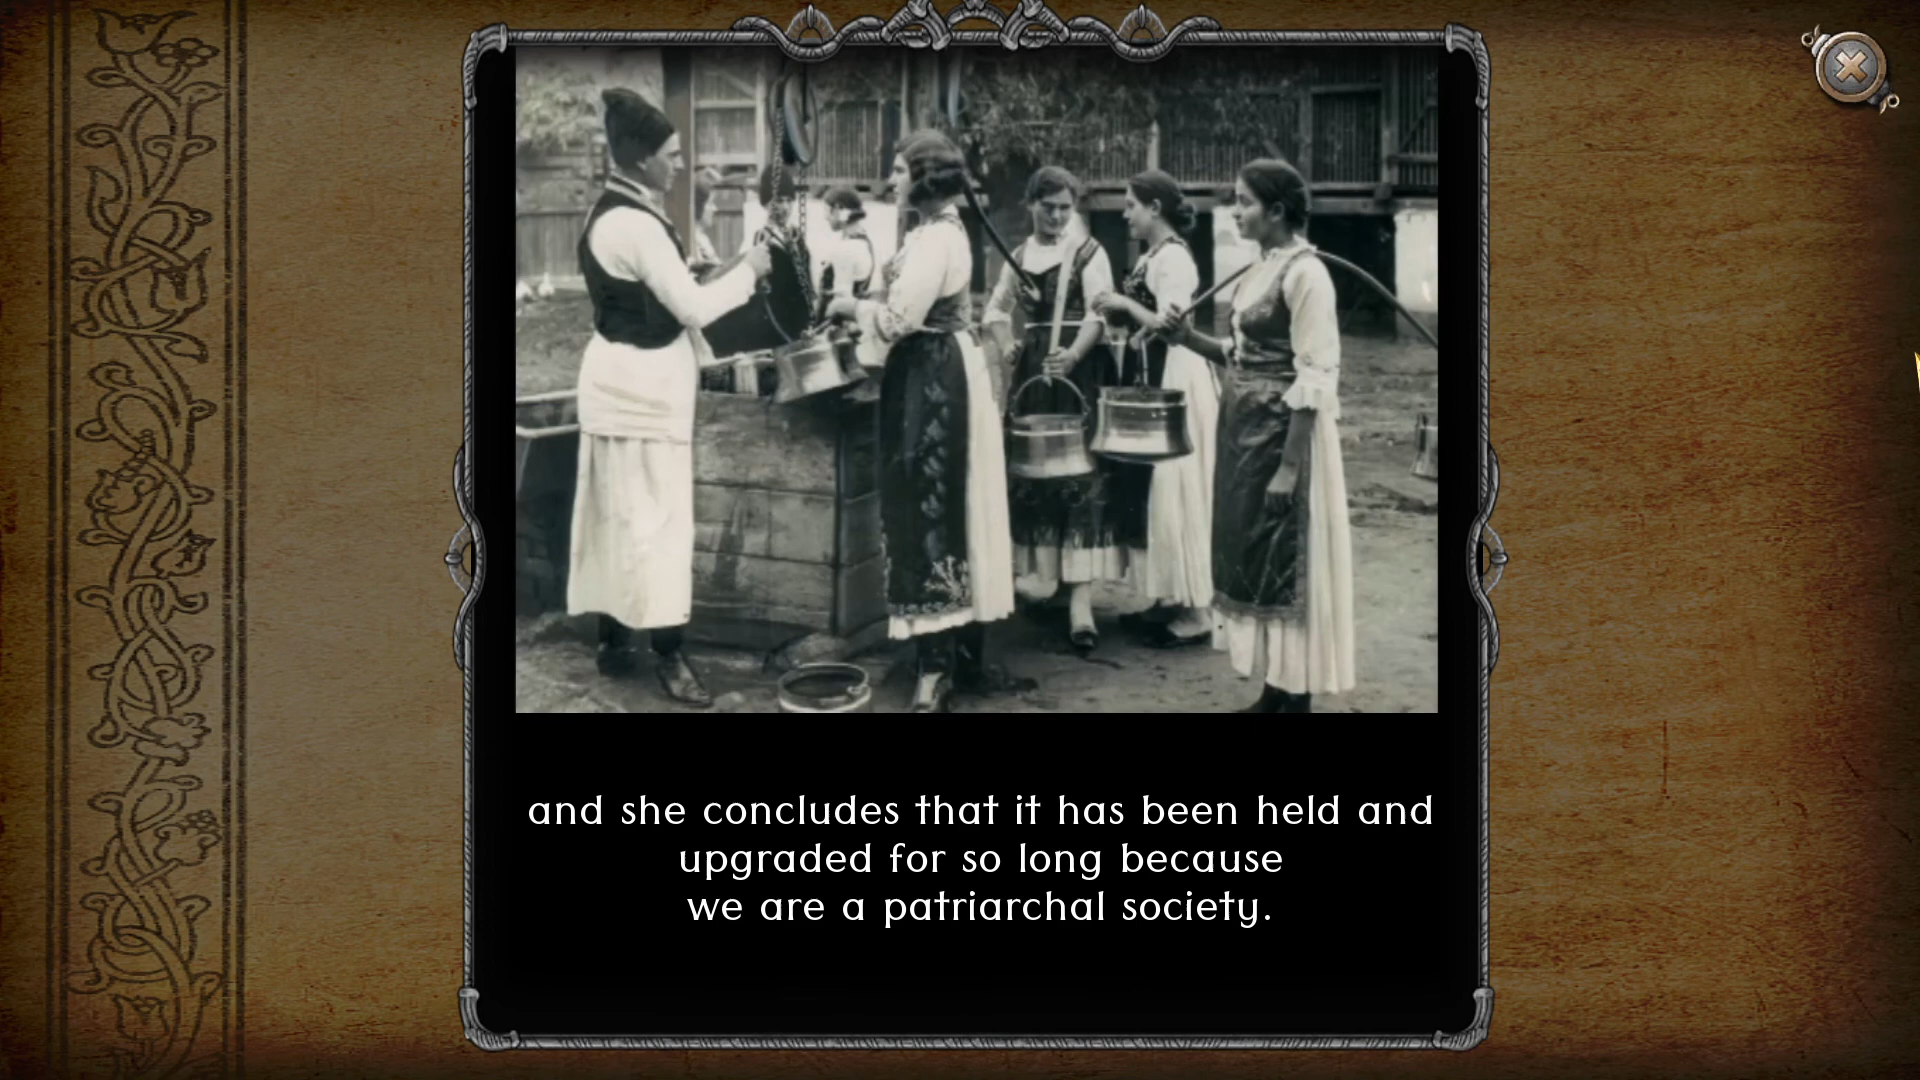 and she concludes that it has been held and
upgraded for so long because
we are a patriarchal society.